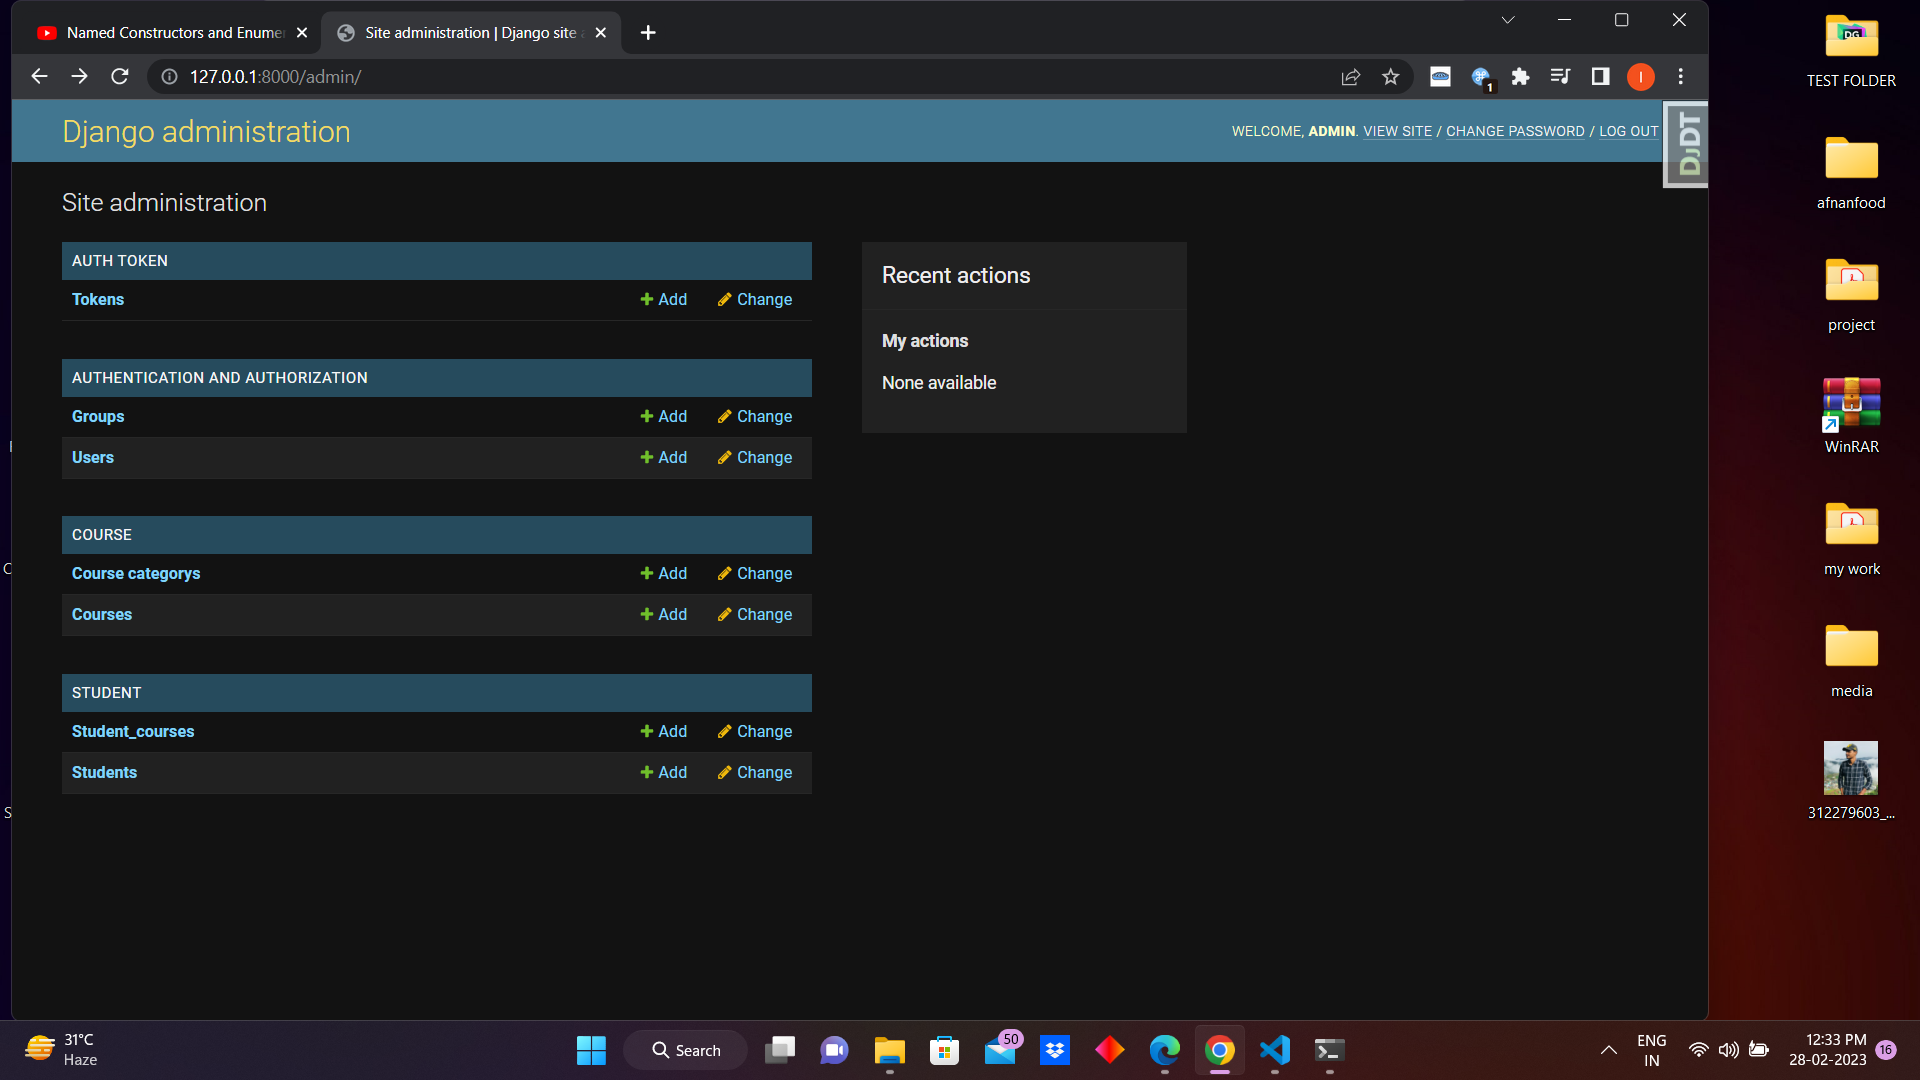 Named Constructors and Enume
Site administration | Django site
127.0.0.1:8000/admin/
1
I
Django administration
WELCOME, ADMIN. VIEW SITE / CHANGE PASSWORD / LOG OUT
DjDT
Site administration
AUTH TOKEN
Tokens Add Change
AUTHENTICATION AND AUTHORIZATION
Groups Add Change
Users Add Change
COURSE
Course categorys Add Change
Courses Add Change
STUDENT
Student_courses Add Change
Students Add Change
Recent actions
My actions
None available
DG
TEST FOLDER
afnanfood
project
WinRAR
my work
media
312279603_...
31°C
Haze
Search
50
ENG
IN
12:33 PM
28-02-2023
16